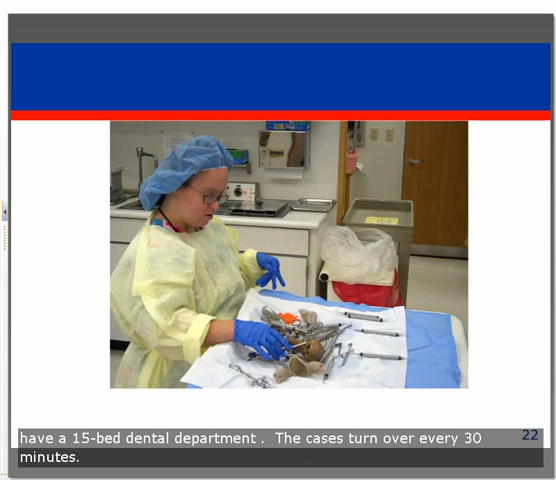 22
have a 15-bed dental department .  The cases turn over every 30
minutes.